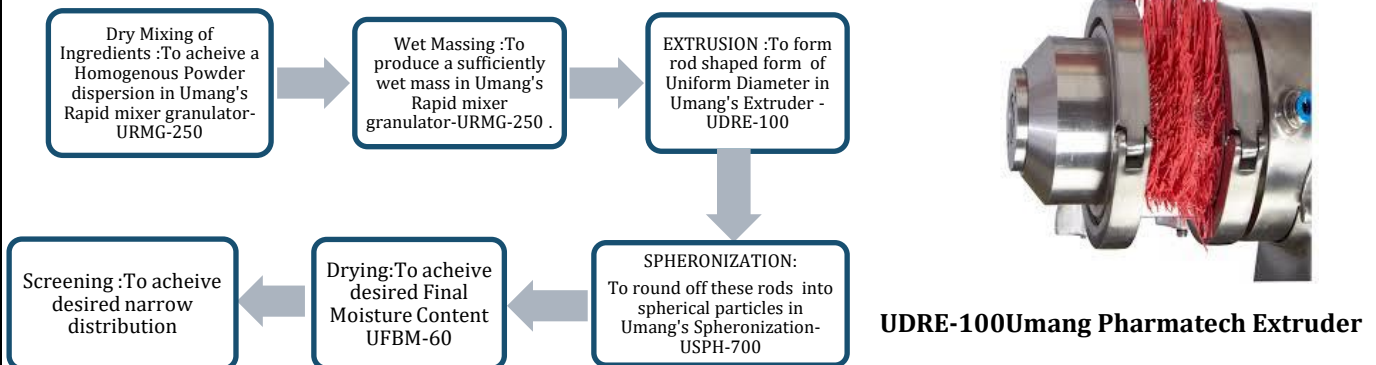 Dry Mixing of
Ingredients :To acheive a
Homogenous Powder
dispersion in Umang's
Rapid mixer granulator-
URMG-250
Wet Massing :To
produce a sufficiently
wet mass in Umang's
Rapid mixer
granulator-URMG-250 .
EXTRUSION :To form
rod shaped form of
Uniform Diameter in
Umang's Extruder -
UDRE-100
SPHERONIZATION:
To round off these rods into
spherical particles in
Umang's Spheronization-
USPH-700
Drying:To acheive
desired Final
Moisture Content
UFBM-60
Screening :To acheive
desired narrow
distribution
UDRE-100Umang Pharmatech Extruder